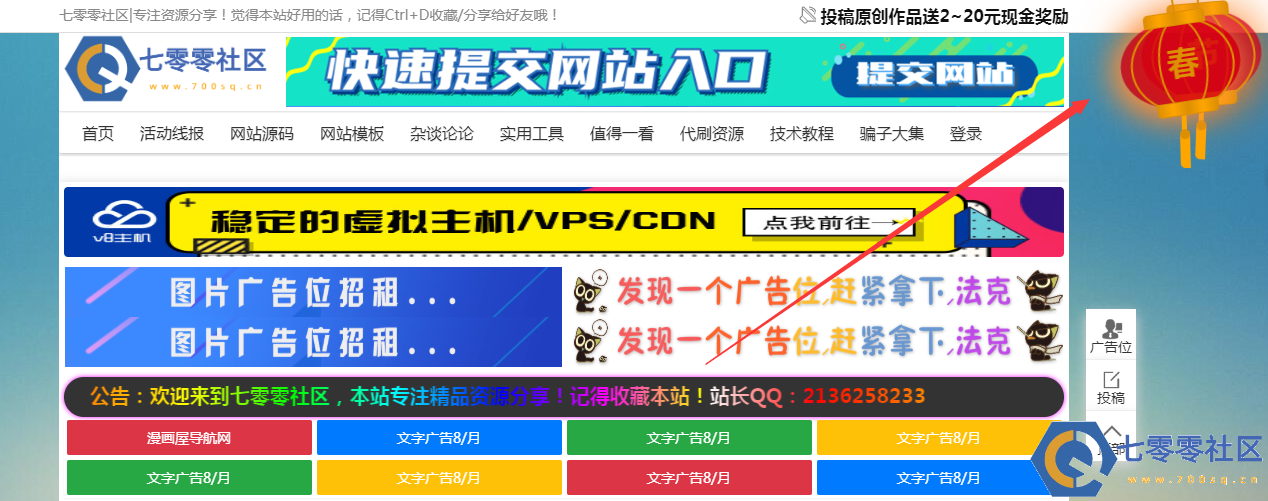 七零零社区|专注资源分享！觉得本站好用的话，记得Ctrl+D收藏/分享给好友哦！
投稿原创作品送2~20元现金奖励
七零零社区
www.700sq.cn
快速提交网站入口
提交网站
春
节
首页 活动线报 网站源码 网站模板 杂谈论论 实用工具 值得一看 代刷资源 技术教程 骗子大集 登录
v8主机
稳定的虚拟主机/VPS/CDN
点我前往
图片广告位招租...
发现一个广告位,赶紧拿下,法克
图片广告位招租...
发现一个广告位,赶紧拿下,法克
广告位
投稿
公告：欢迎来到七零零社区，本站专注精品资源分享！记得收藏本站！站长QQ：2136258233
漫画屋导航网 文字广告8/月 文字广告8/月 文字广告8/月
文字广告8/月 文字广告8/月 文字广告8/月 文字广告8/月
部
七零零社区
www.700sq.cn